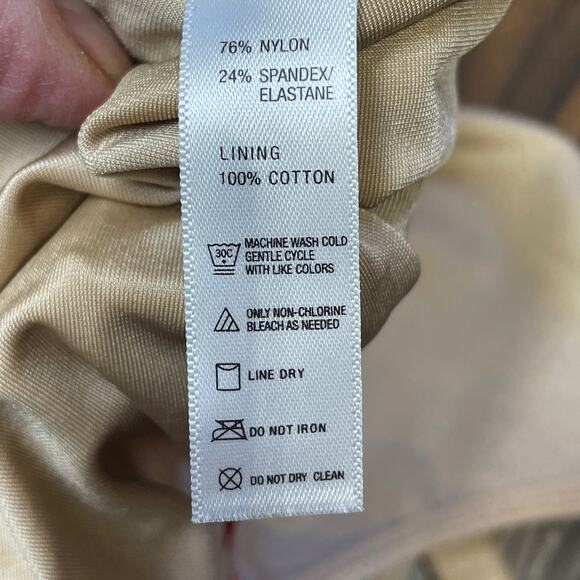 76% NYLON
24% SPANDEX/
ELASTANE
LINING
100% COTTON
30C
MACHINE WASH COLD
GENTLE CYCLE
WITH LIKE COLORS
ONLY NON-CHLORINE
BLEACH AS NEEDED
LINE DRY
DO NOT IRON
DO NOT DRY CLEAN